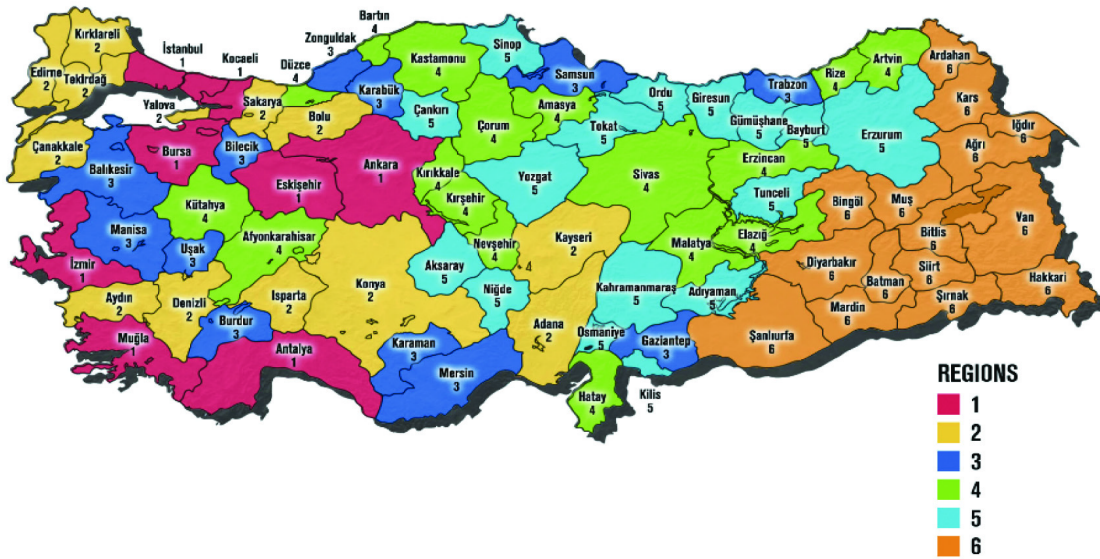 Bartın
4
Zonguldak
3
Sinop
5
Kırklareli
2
İstanbul
1
Kocaeli
1
Düzce
4
Kastamonu
4
Samsun
3
Artvin
4
Ardahan
6
Rize
4
Trabzon
3
Edirne
2
Tekirdağ
2
Karabük
3
Ordu
5
Giresun
5
Kars
6
Yalova
2
Sakarya
2
Bolu
2
Çankırı
5
Amasya
4
Çorum
4
Tokat
5
Gümüşhane
5
Bayburt
5
Erzurum
5
Iğdır
6
Çanakkale
2
Bursa
1
Bilecik
3
Ankara
1
Ağrı
6
Balıkesir
3
Eskişehir
1
Kırıkkale
4
Yozgat
5
Sivas
4
Erzincan
4
Kütahya
4
Kırşehir
4
Tunceli
5
Bingöl
6
Muş
6
Van
6
Manisa
3
Uşak
3
Afyonkarahisar
4
Nevşehir
4
Kayseri
2
Malatya
4
Elazığ
4
Bitlis
6
İzmir
1
Aksaray
5
4
Diyarbakır
6
Siirt
6
Batman
6
Hakkari
6
Aydın
2
Denizli
2
Isparta
2
Konya
2
Niğde
5
Kahramanmaraş
5
Adıyaman
5
Mardin
6
Şırnak
6
Muğla
1
Burdur
3
Antalya
1
Karaman
3
Adana
2
Osmaniye
5
Gaziantep
3
Şanlıurfa
6
Mersin
3
Hatay
4
Kilis
5
REGIONS
1
2
3
4
5
6